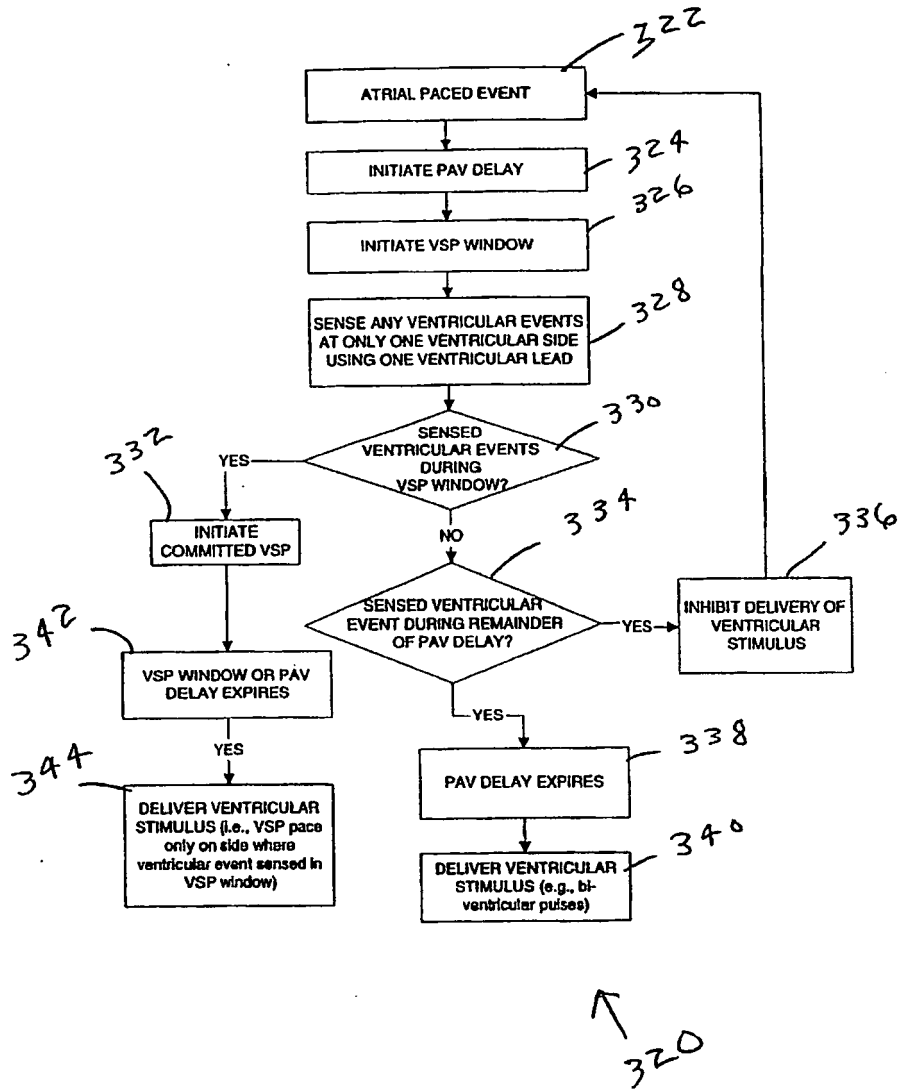 322
ATRIAL PACED EVENT
324
INITIATE PAV DELAY
326
INITIATE VSP WINDOW
328
SENSE ANY VENTRICULAR EVENTS
AT ONLY ONE VENTRICULAR SIDE
USING ONE VENTRICULAR LEAD
330
SENSED
VENTRICULAR EVENTS
DURING
VSP WINDOW?
YES
332
INITIATE
COMMITTED VSP
NO
334
SENSED VENTRICULAR
EVENT DURING REMAINDER
OF PAV DELAY?
YES
336
INHIBIT DELIVERY OF
VENTRICULAR
STIMULUS
342
VSP WINDOW OR PAV
DELAY EXPIRES
YES
344
DELIVER VENTRICULAR
STIMULUS (i.e., VSP pace
only on side where
ventricular event sensed in
VSP window)
YES
338
PAV DELAY EXPIRES
340
DELIVER VENTRICULAR
STIMULUS (e.g., bi-
ventricular pulses)
320